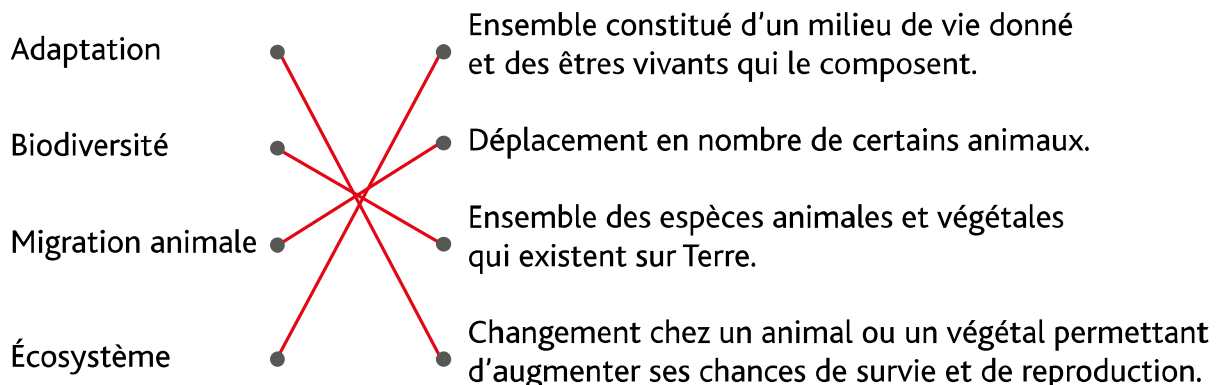 Adaptation
Ensemble constitué d'un milieu de vie donné
et des êtres vivants qui le composent.
Biodiversité
Déplacement en nombre de certains animaux.
Migration animale
Ensemble des espèces animales et végétales
qui existent sur Terre.
Écosystème
Changement chez un animal ou un végétal permettant
d'augmenter ses chances de survie et de reproduction.